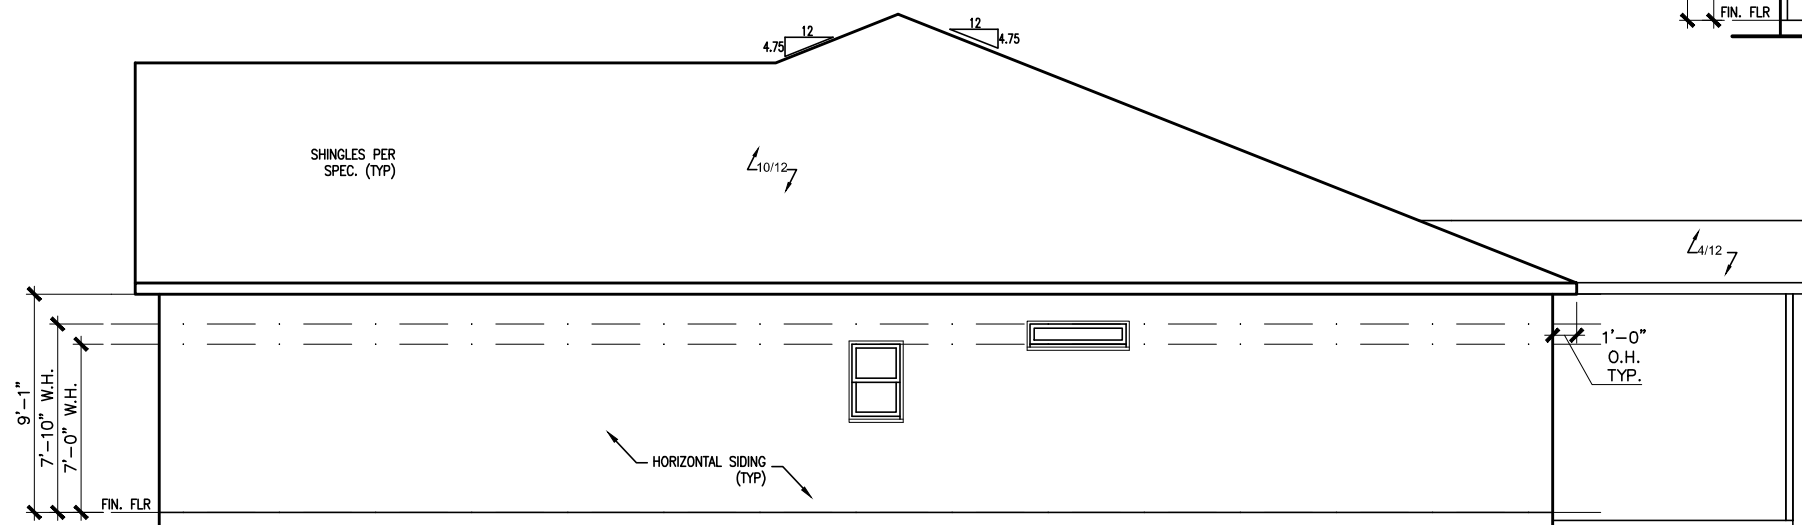 FIN. FLR
12
4.75
12
4.75
SHINGLES PER
SPEC. (TYP)
10/12
4/12
9'-1"
7'-10" W.H.
7'-0" W.H.
1'-0"
O.H.
TYP.
HORIZONTAL SIDING
(TYP)
FIN. FLR